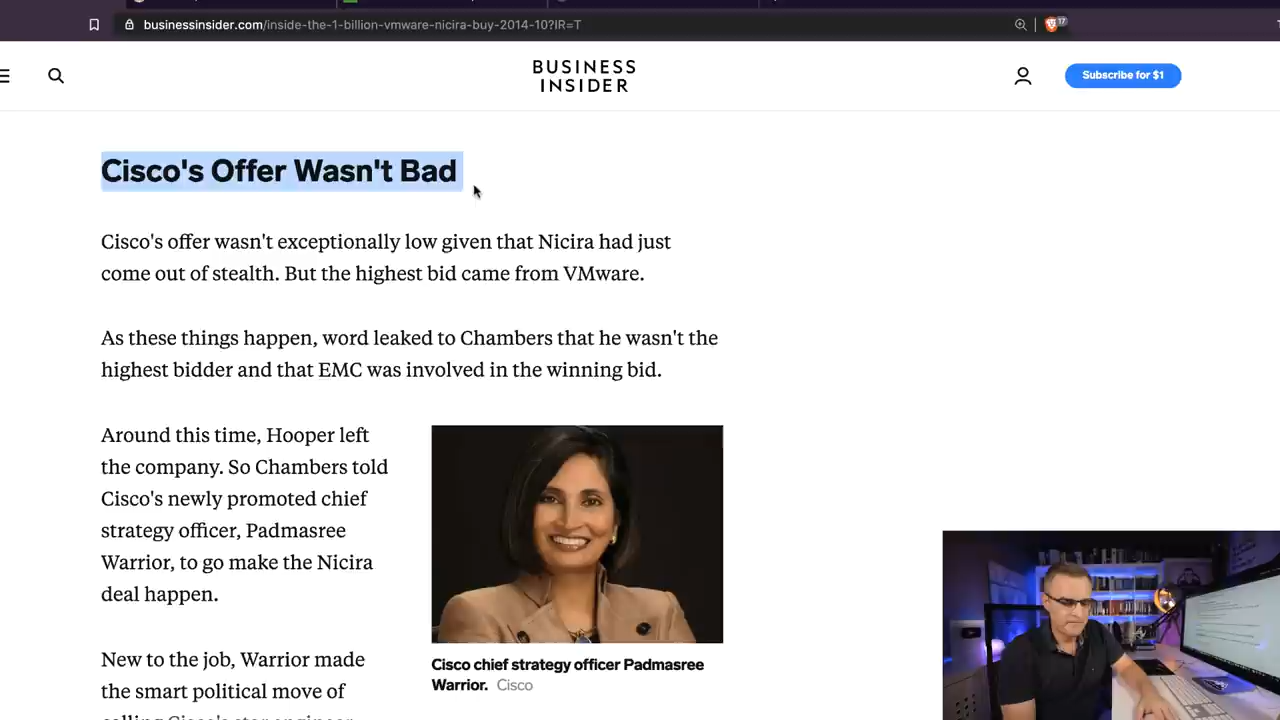 businessinsider.com/inside-the-1-billion-vmware-nicira-buy-2014-10?IR=T
17
BUSINESS
INSIDER
Subscribe for $1
Cisco's Offer Wasn't Bad
Cisco's offer wasn't exceptionally low given that Nicira had just
come out of stealth. But the highest bid came from VMware.
As these things happen, word leaked to Chambers that he wasn't the
highest bidder and that EMC was involved in the winning bid.
Around this time, Hooper left
the company. So Chambers told
Cisco's newly promoted chief
strategy officer, Padmasree
Warrior, to go make the Nicira
deal happen.
New to the job, Warrior made
the smart political move of
calling Cisco's star engineer
Cisco chief strategy officer Padmasree
Warrior. Cisco